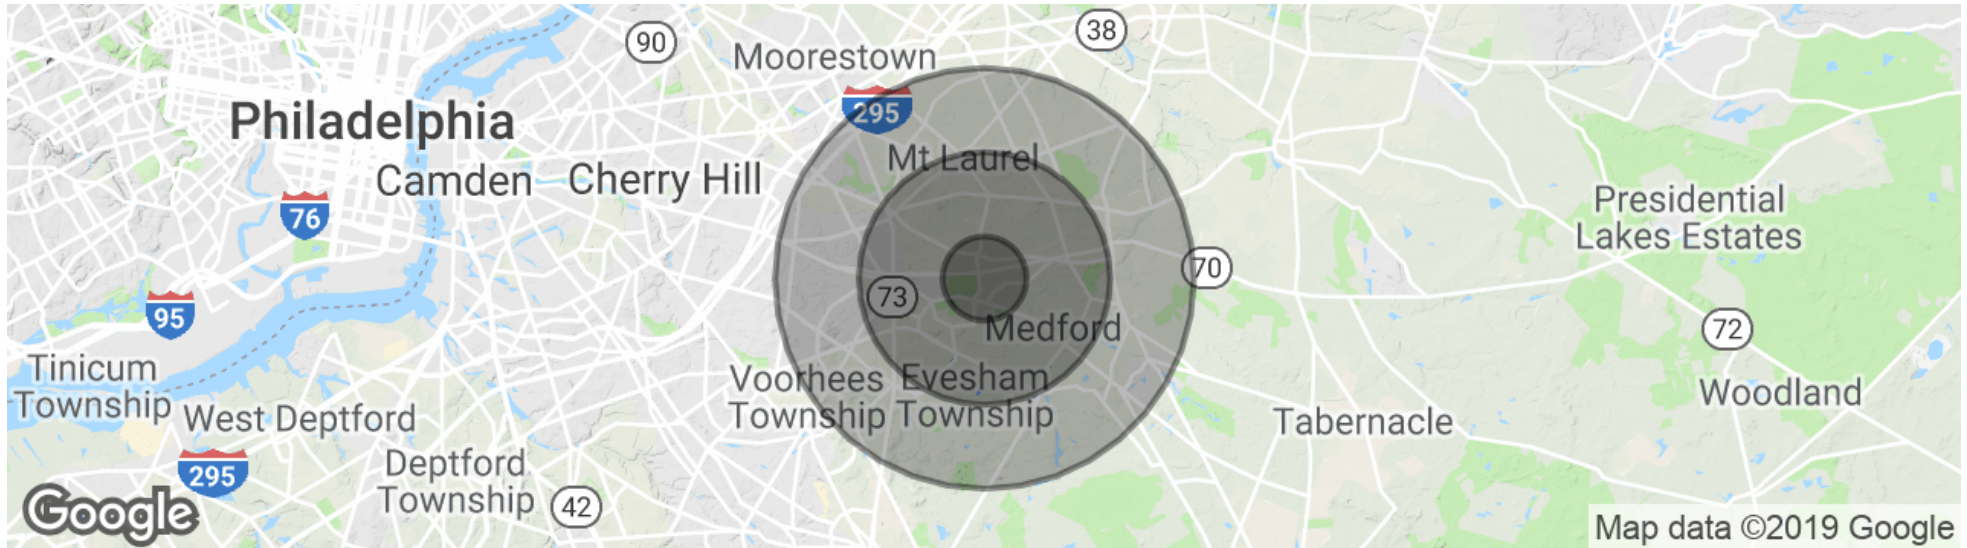 90
38
Moorestown
295
Philadelphia
Mt Laurel
Camden
Cherry Hill
76
Presidential
Lakes Estates
70
73
95
Medford
72
Tinicum
Township
Voorhees
Township
Evesham
Township
Woodland
West Deptford
Tabernacle
Deptford
Township
295
42
Google
Map data ©2019 Google